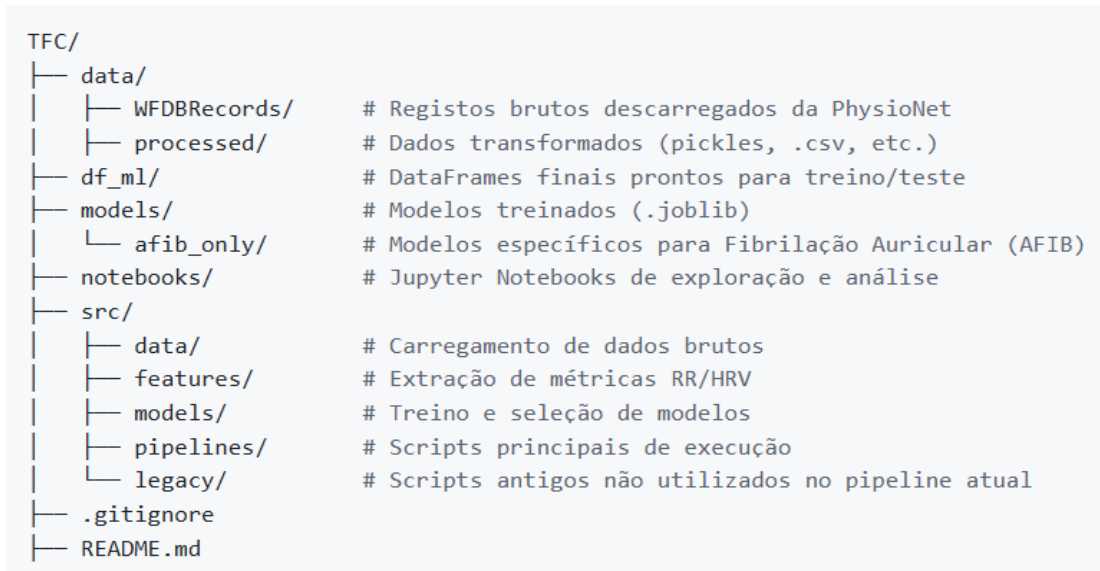 TFC/
├── data/
│   ├── WFDBRecords/     # Registos brutos descarregados da PhysioNet
│   ├── processed/       # Dados transformados (pickles, .csv, etc.)
├── df_ml/               # DataFrames finais prontos para treino/teste
├── models/              # Modelos treinados (.joblib)
│   └── afib_only/       # Modelos específicos para Fibrilação Auricular (AFIB)
├── notebooks/           # Jupyter Notebooks de exploração e análise
├── src/
│   ├── data/            # Carregamento de dados brutos
│   ├── features/        # Extração de métricas RR/HRV
│   ├── models/          # Treino e seleção de modelos
│   ├── pipelines/       # Scripts principais de execução
│   └── legacy/          # Scripts antigos não utilizados no pipeline atual
├── .gitignore
├── README.md